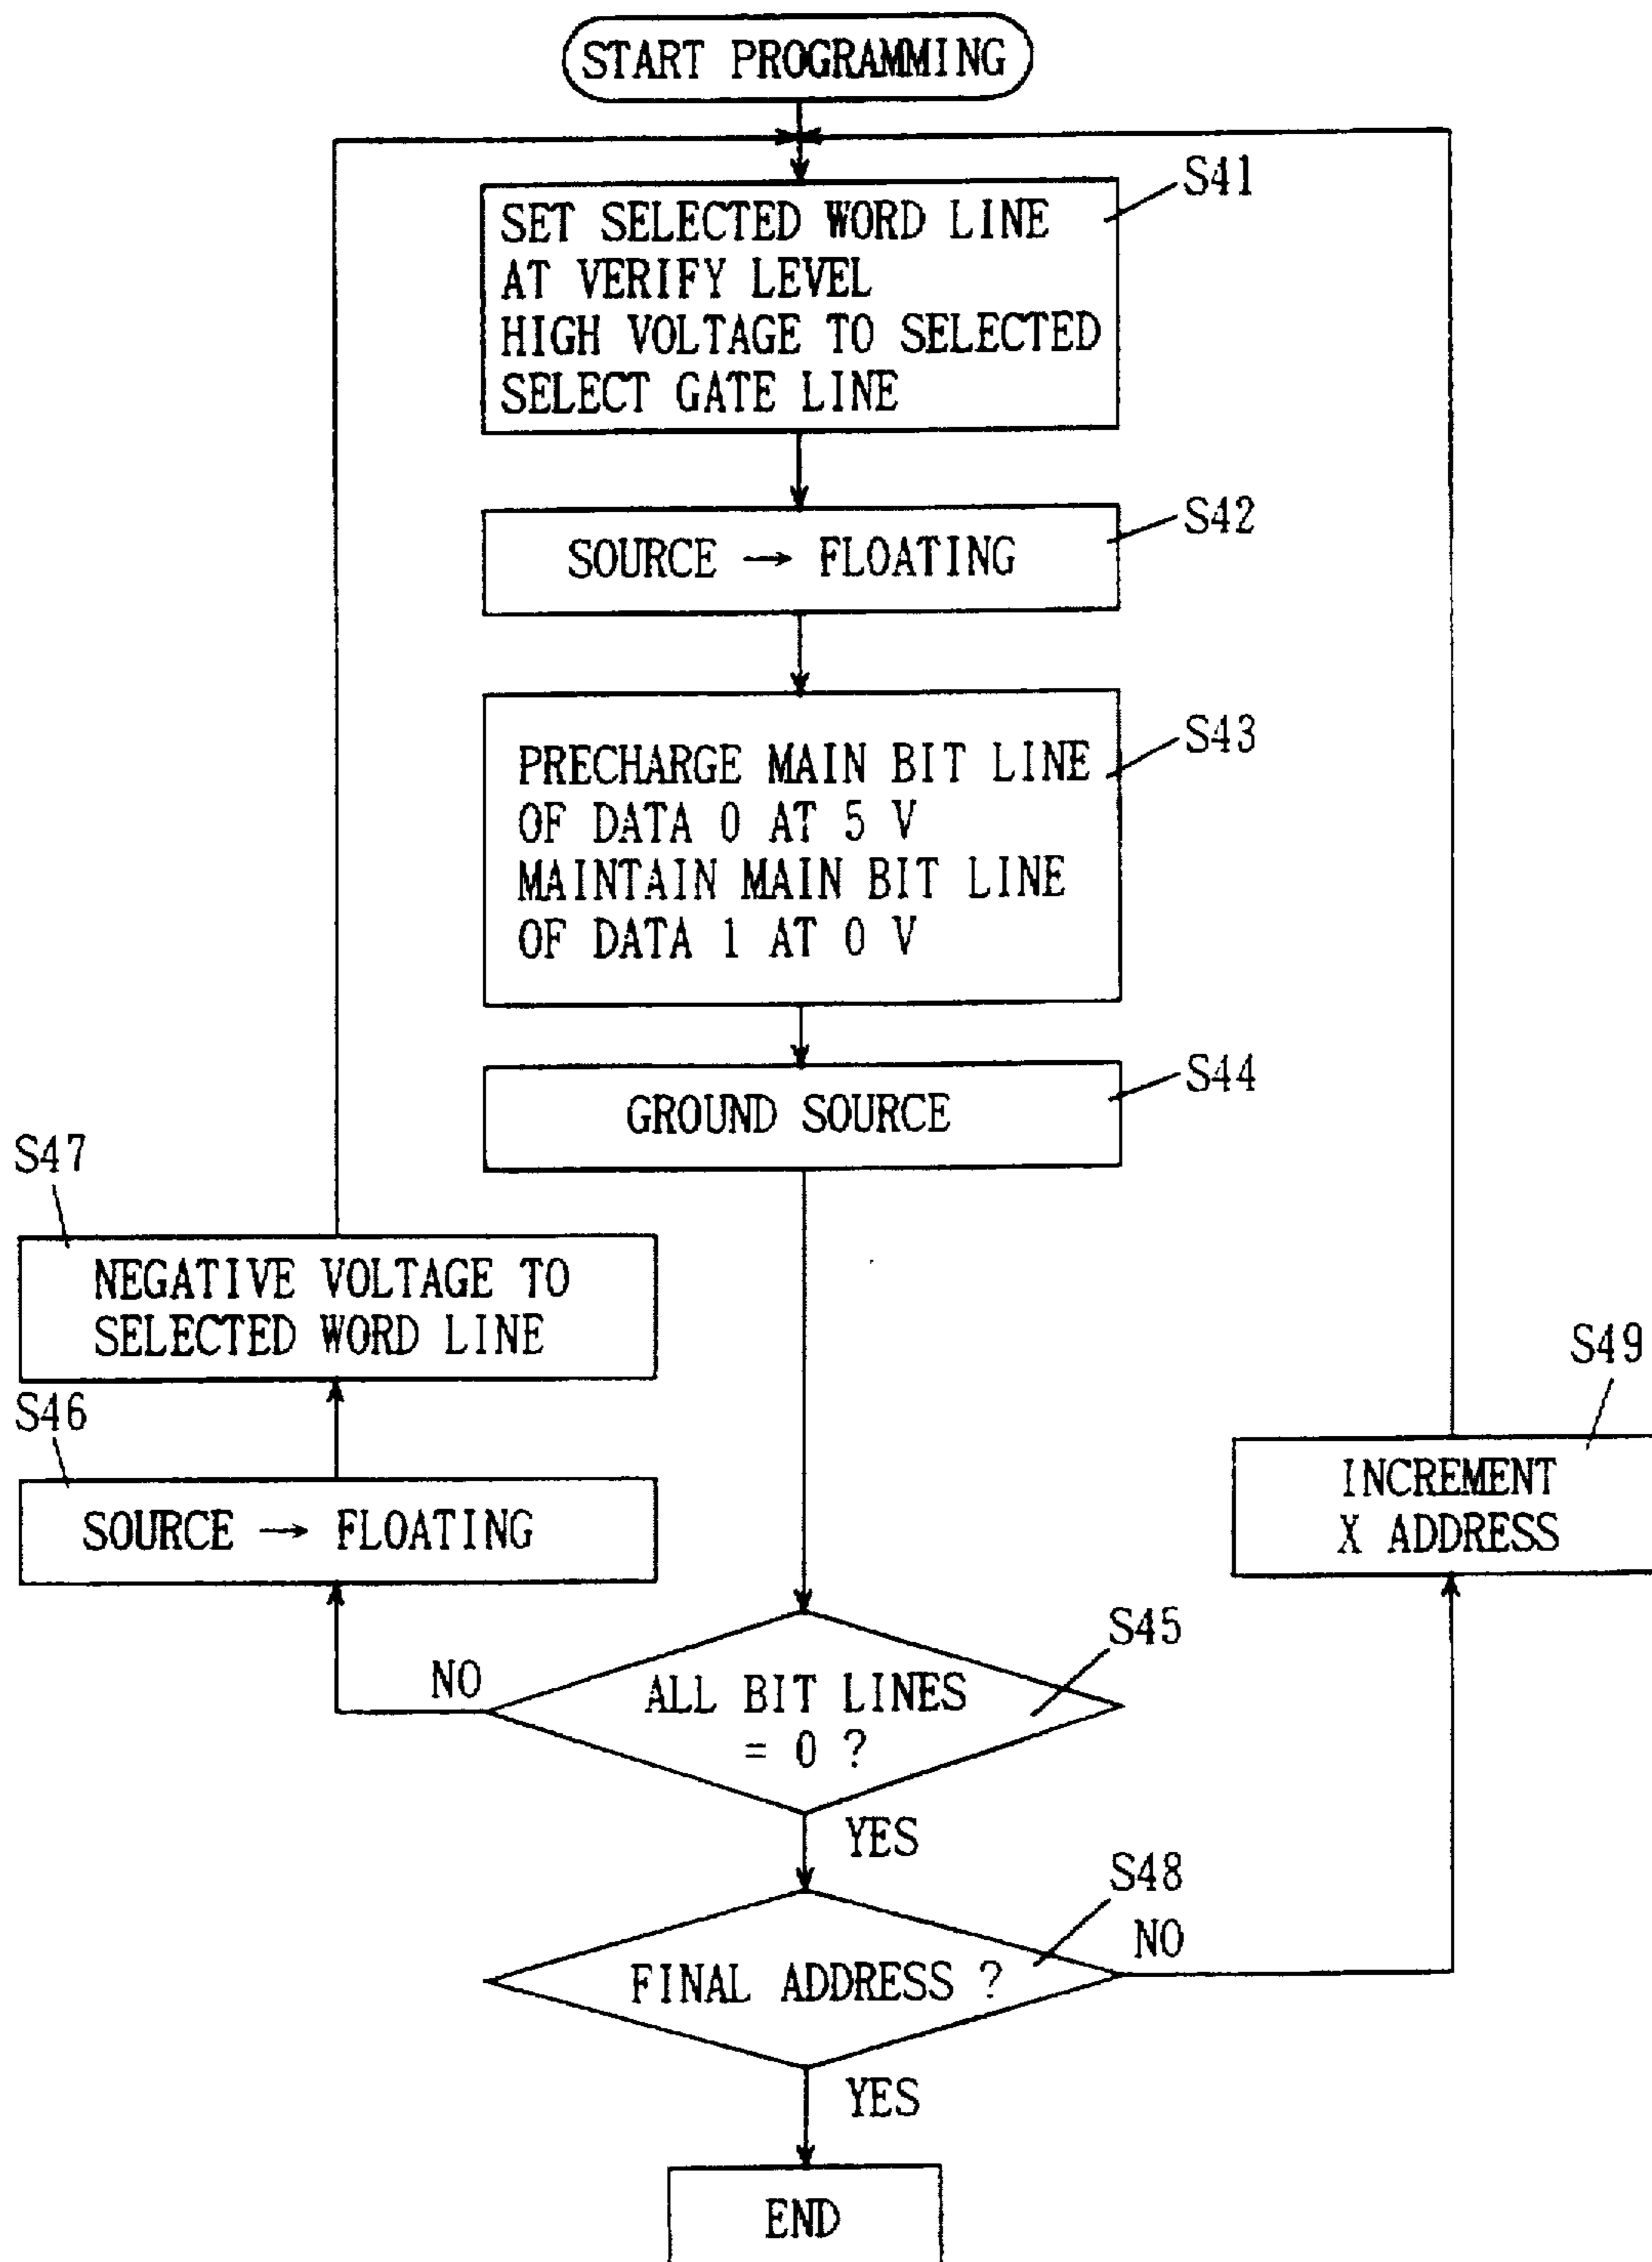 START PROGRAMMING
S41
SET SELECTED WORD LINE
AT VERIFY LEVEL
HIGH VOLTAGE TO SELECTED
SELECT GATE LINE
S42
SOURCE → FLOATING
S43
PRECHARGE MAIN BIT LINE
OF DATA 0 AT 5 V
MAINTAIN MAIN BIT LINE
OF DATA 1 AT 0 V
S44
GROUND SOURCE
S47
NEGATIVE VOLTAGE TO
SELECTED WORD LINE
S49
INCREMENT
X ADDRESS
S46
SOURCE → FLOATING
S45
NO
ALL BIT LINES
= 0 ?
YES
S48
NO
FINAL ADDRESS ?
YES
END